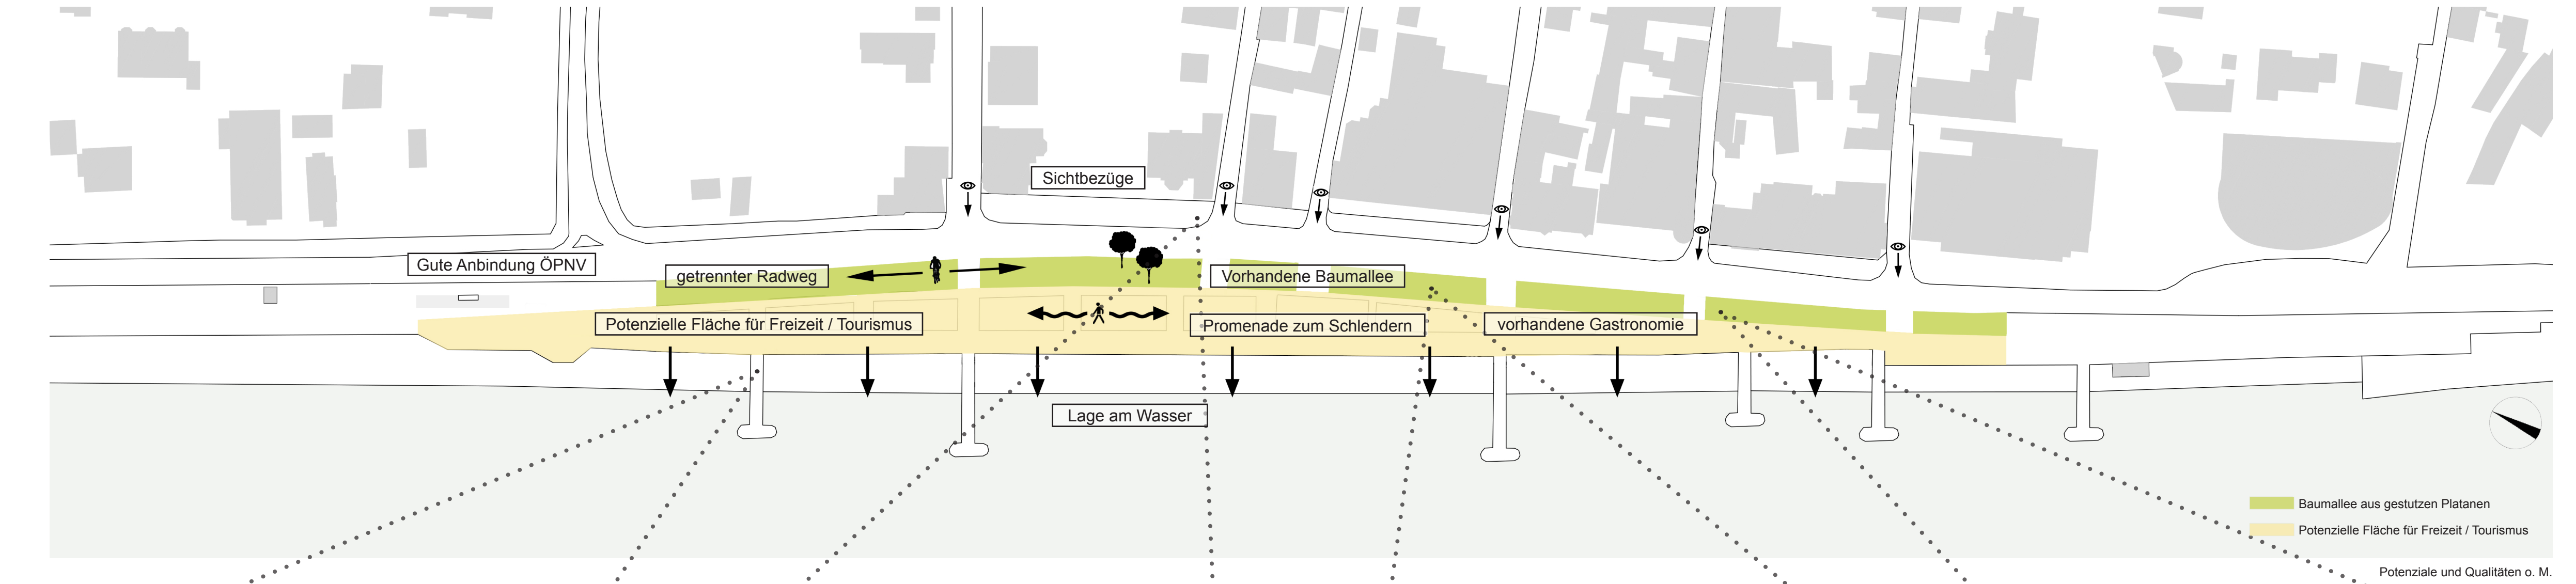 Sichtbezüge
Gute Anbindung ÖPNV
getrennter Radweg
Vorhandene Baumallee
Potenzielle Fläche für Freizeit / Tourismus
Promenade zum Schlendern
vorhandene Gastronomie
Lage am Wasser
Baumallee aus gestutzen Platanen
Potenzielle Fläche für Freizeit / Tourismus
Potenziale und Qualitäten o. M.